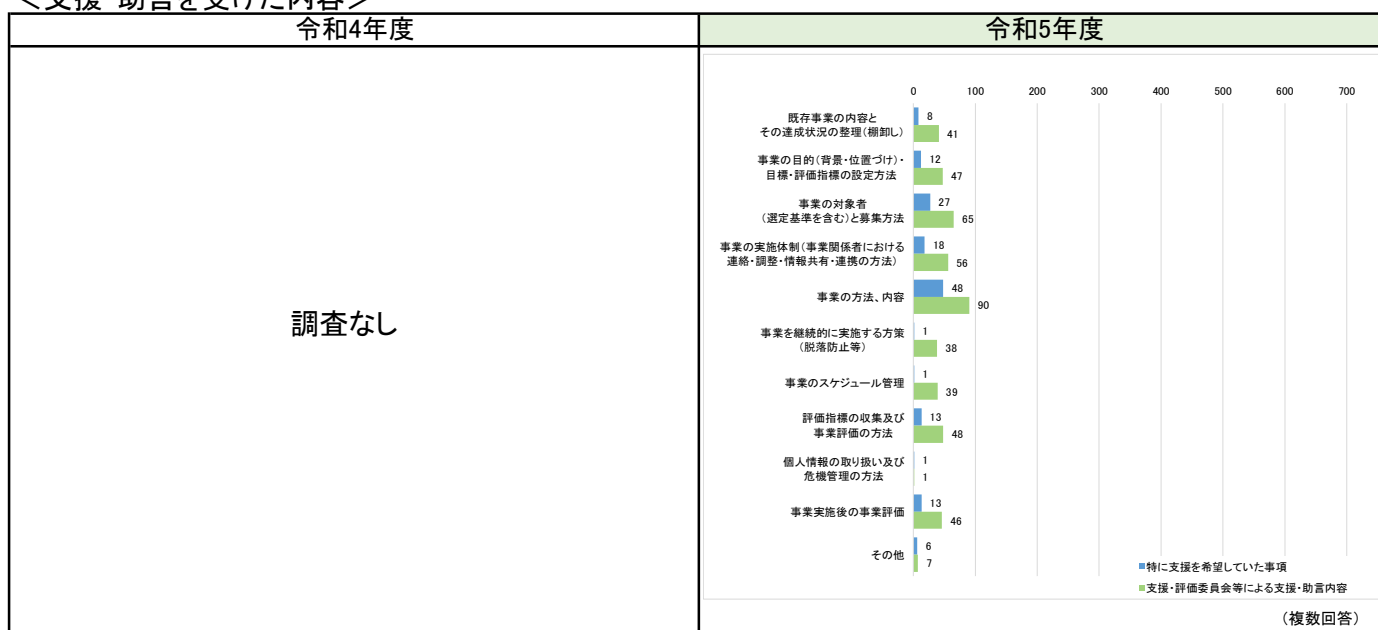 ＜支援・助言を受けた内容＞
令和4年度
令和5年度
調査なし
0 100 200 300 400 500 600 700
既存事業の内容と
その達成状況の整理（棚卸し）
8
41
事業の目的（背景・位置づけ）・
目標・評価指標の設定方法
12
47
事業の対象者
（選定基準を含む）と募集方法
27
65
事業の実施体制（事業関係者における
連絡・調整・情報共有・連携の方法）
18
56
事業の方法、内容
48
90
事業を継続的に実施する方策
（脱落防止等）
1
38
事業のスケジュール管理
1
39
評価指標の収集及び
事業評価の方法
13
48
個人情報の取り扱い及び
危機管理の方法
1
1
事業実施後の事業評価
13
46
その他
6
7
特に支援を希望していた事項
支援・評価委員会等による支援・助言内容
（複数回答）